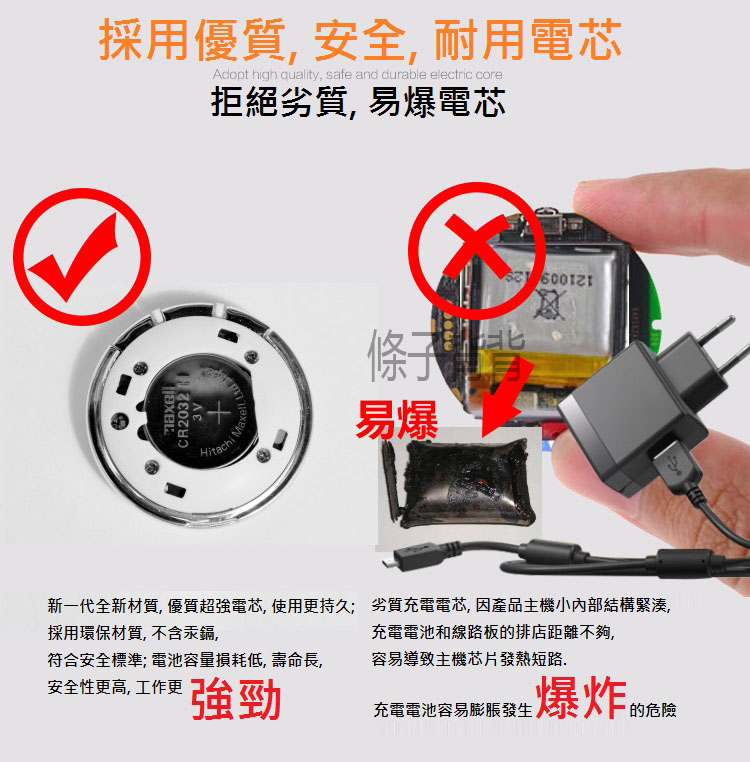 採用優質, 安全, 耐用電芯
Adopt high quality, safe and durable electric core
拒絕劣質, 易爆電芯
121009 12S
條子 背
易爆
maxell
CR2032
3V
+
Hitachi Maxell
新一代全新材質, 優質超強電芯, 使用更持久;
採用環保材質, 不含汞鎘,
符合安全標準; 電池容量損耗低, 壽命長,
安全性更高, 工作更 強勁
劣質充電電芯, 因產品主機小內部結構緊湊,
充電電池和線路板的排店距離不夠,
容易導致主機芯片發熱短路.
充電電池容易膨脹發生 爆炸 的危險